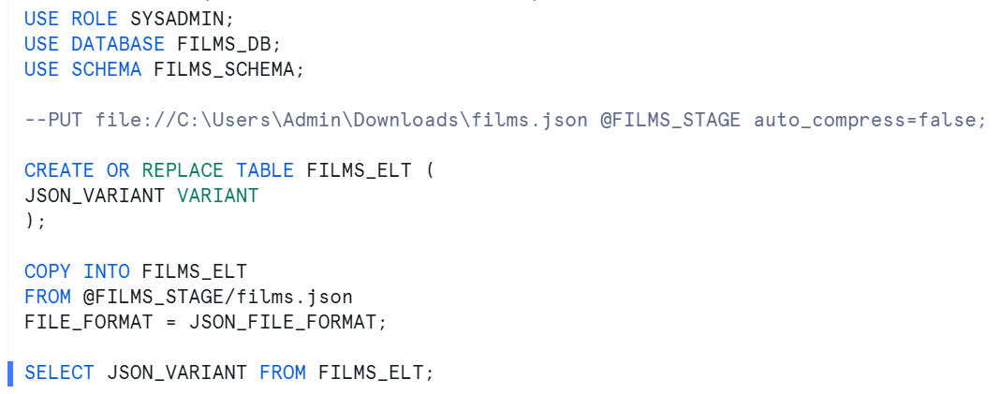 USE ROLE SYSADMIN;
USE DATABASE FILMS_DB;
USE SCHEMA FILMS_SCHEMA;
--PUT file://C:\Users\Admin\Downloads\films.json @FILMS_STAGE auto_compress=false;
CREATE OR REPLACE TABLE FILMS_ELT (
JSON_VARIANT VARIANT
);
COPY INTO FILMS_ELT
FROM @FILMS_STAGE/films.json
FILE_FORMAT = JSON_FILE_FORMAT;
SELECT JSON_VARIANT FROM FILMS_ELT;